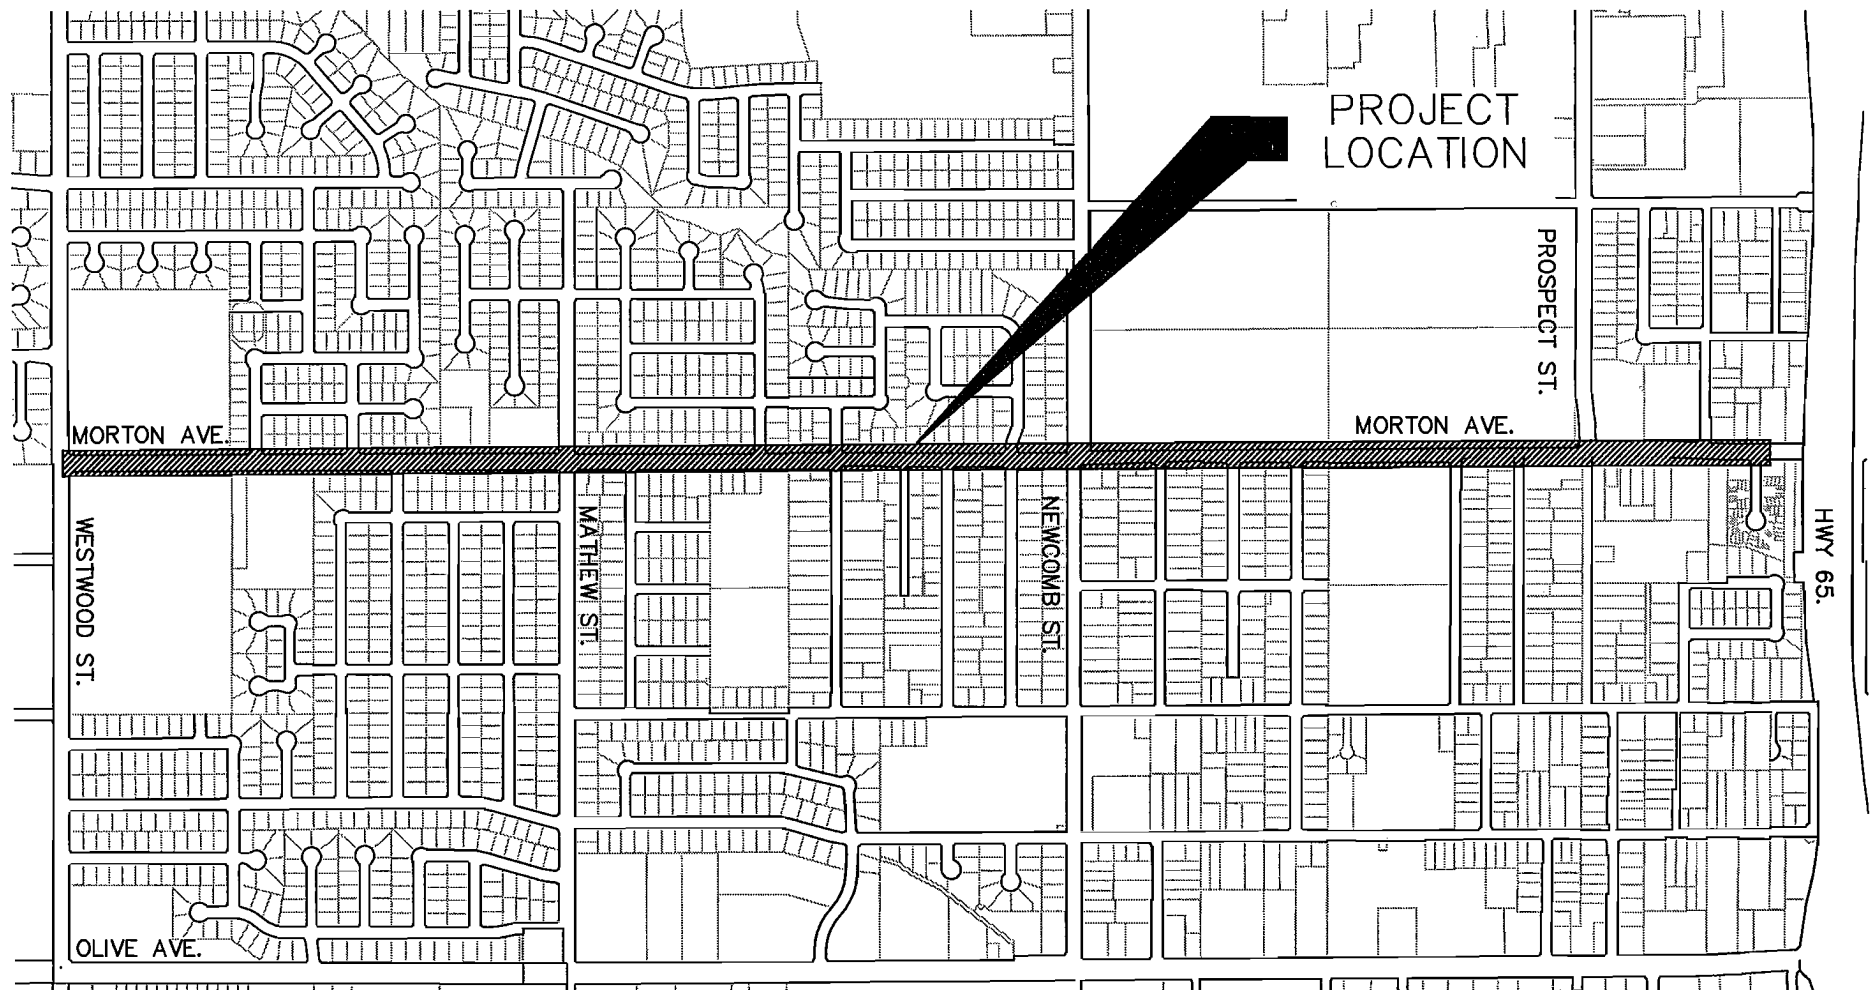 PROJECT
LOCATION
PROSPECT ST.
MORTON AVE.
MORTON AVE.
WESTWOOD ST.
MATHEW ST.
NEWCOMB ST.
HWY 65.
OLIVE AVE.